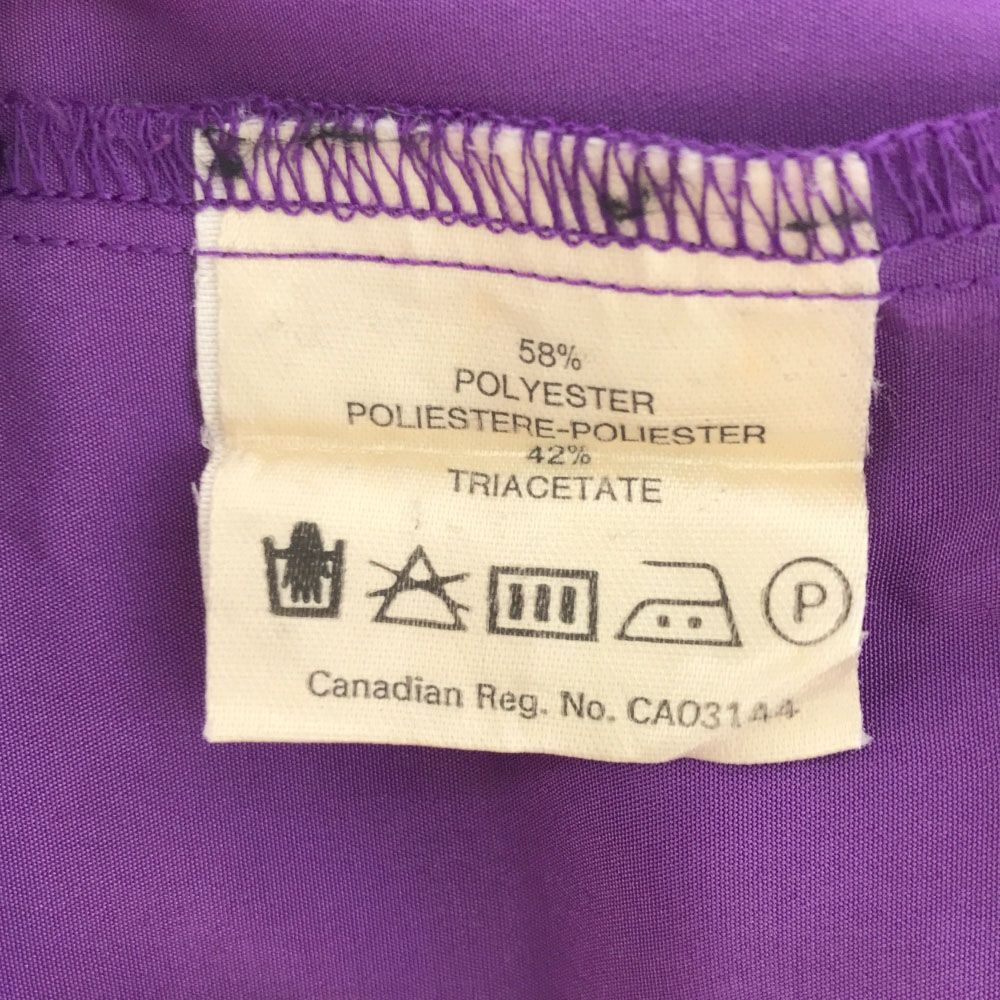 58%
POLYESTER
POLIESTERE-POLIESTER
42%
TRIACETATE
P
Canadian Reg. No. CA03144